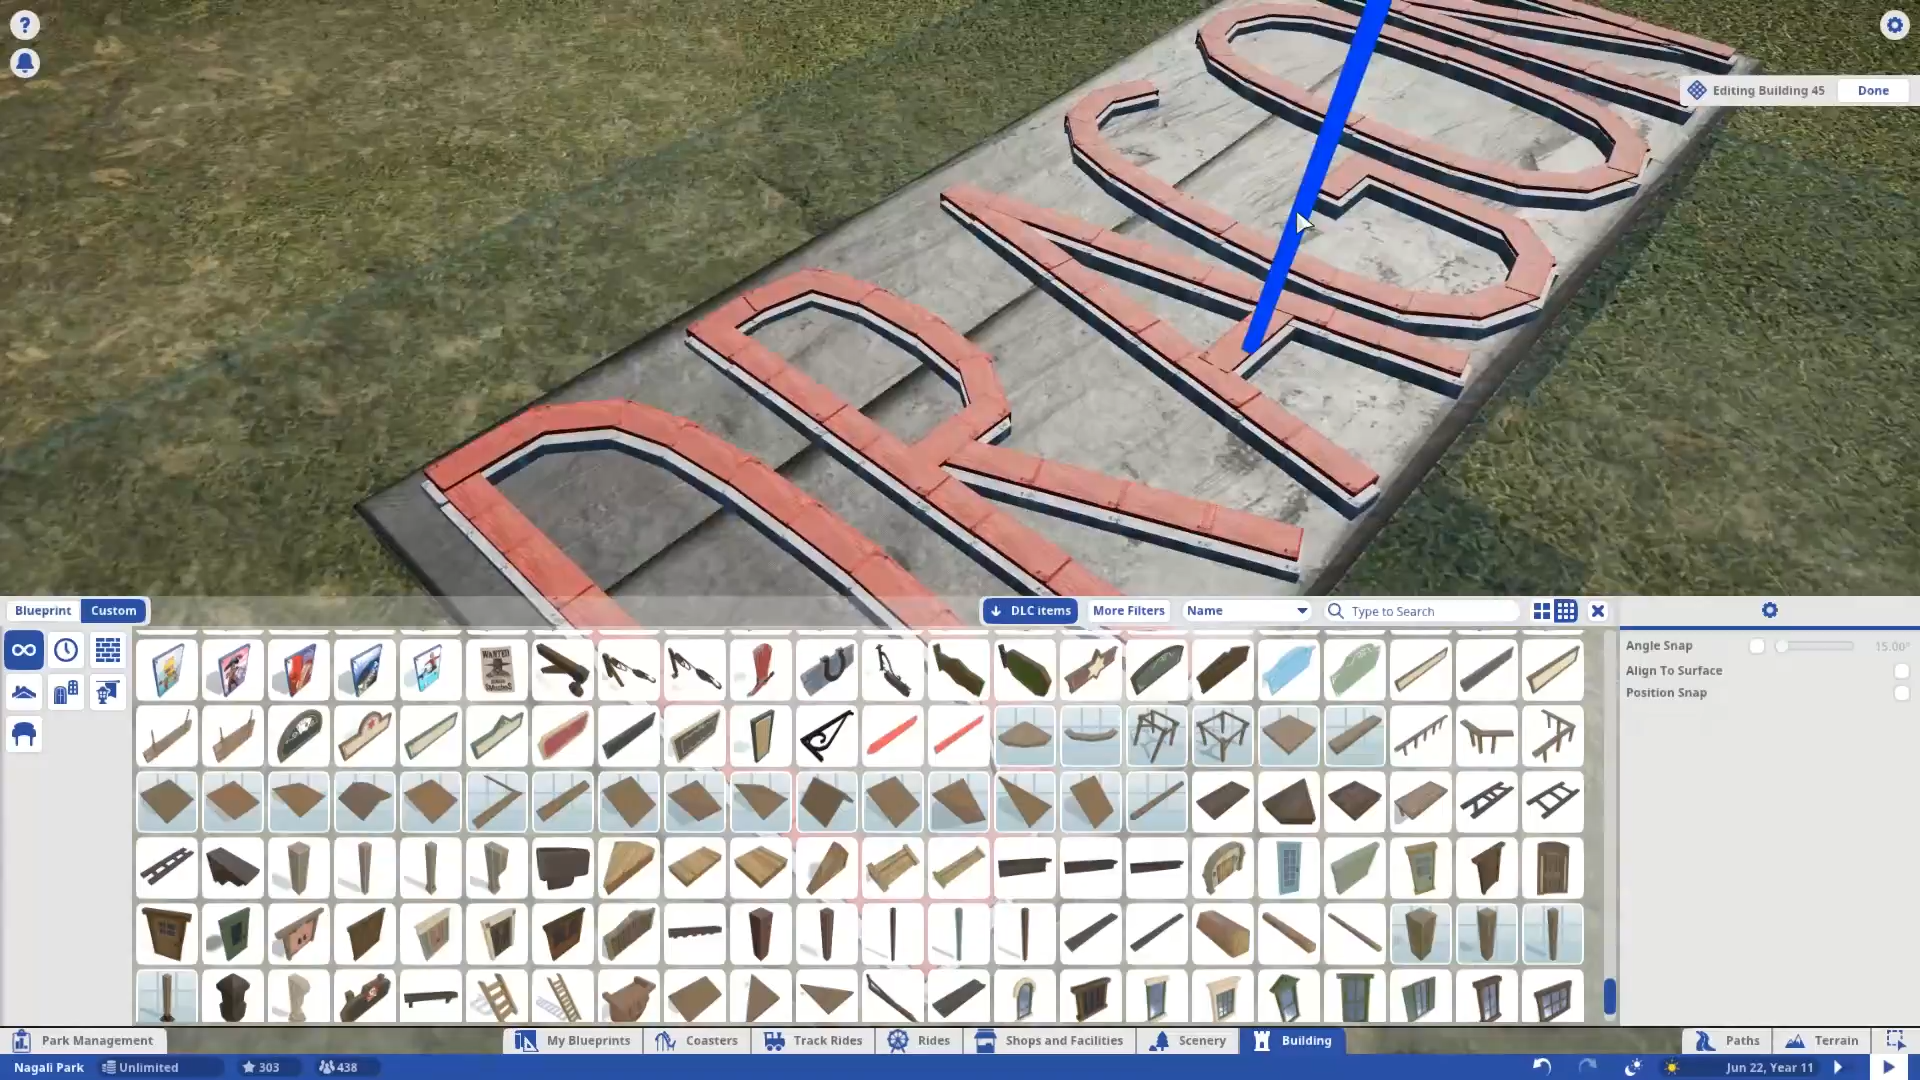 DRAGON
Editing Building 45
Done
Blueprint
Custom
DLC items
More Filters
Name
Type to Search
Angle Snap
15.00°
Align To Surface
Position Snap
WANTED
Park Management
My Blueprints
Coasters
Track Rides
Rides
Shops and Facilities
Scenery
Building
Paths
Terrain
Nagali Park
Unlimited
303
438
Jun 22, Year 11